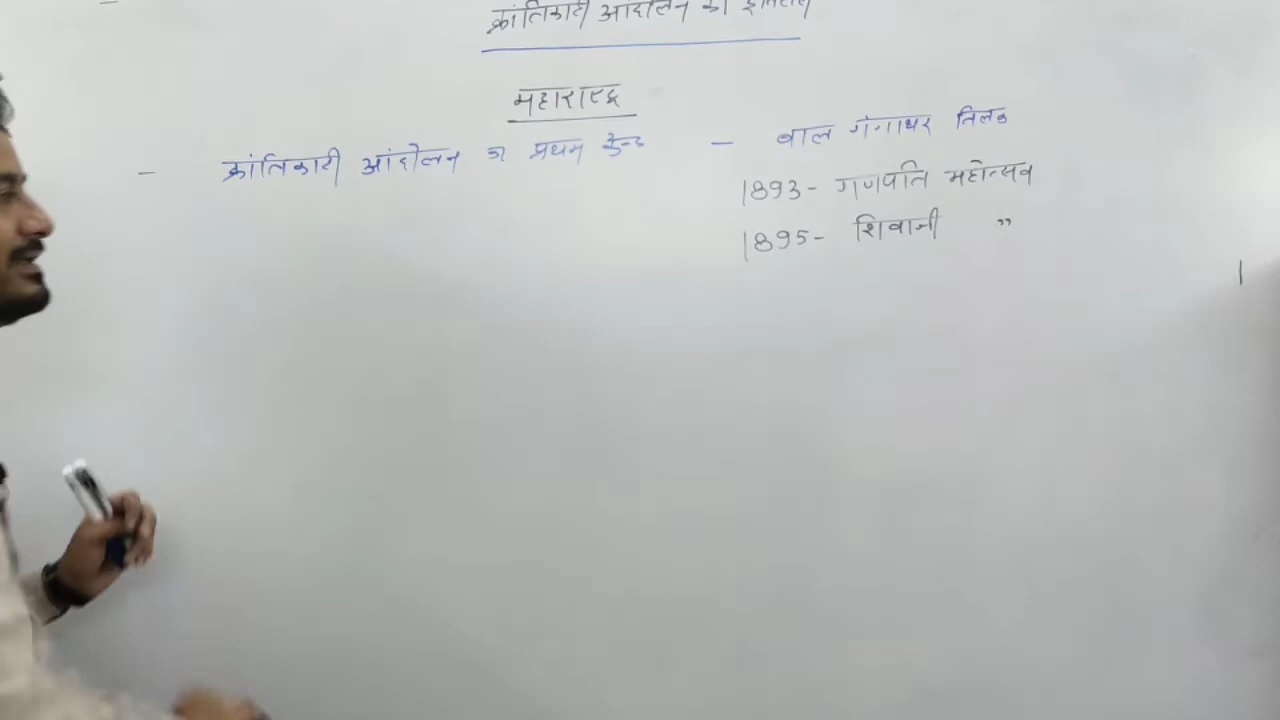 क्रांतिकारी आंदोलन का इतिहास
महाराष्ट्र
- क्रांतिकारी आंदोलन का प्रथम केन्द्र - बाल गंगाधर तिलक
1893- गणपति महोत्सव
1895- शिवाजी "